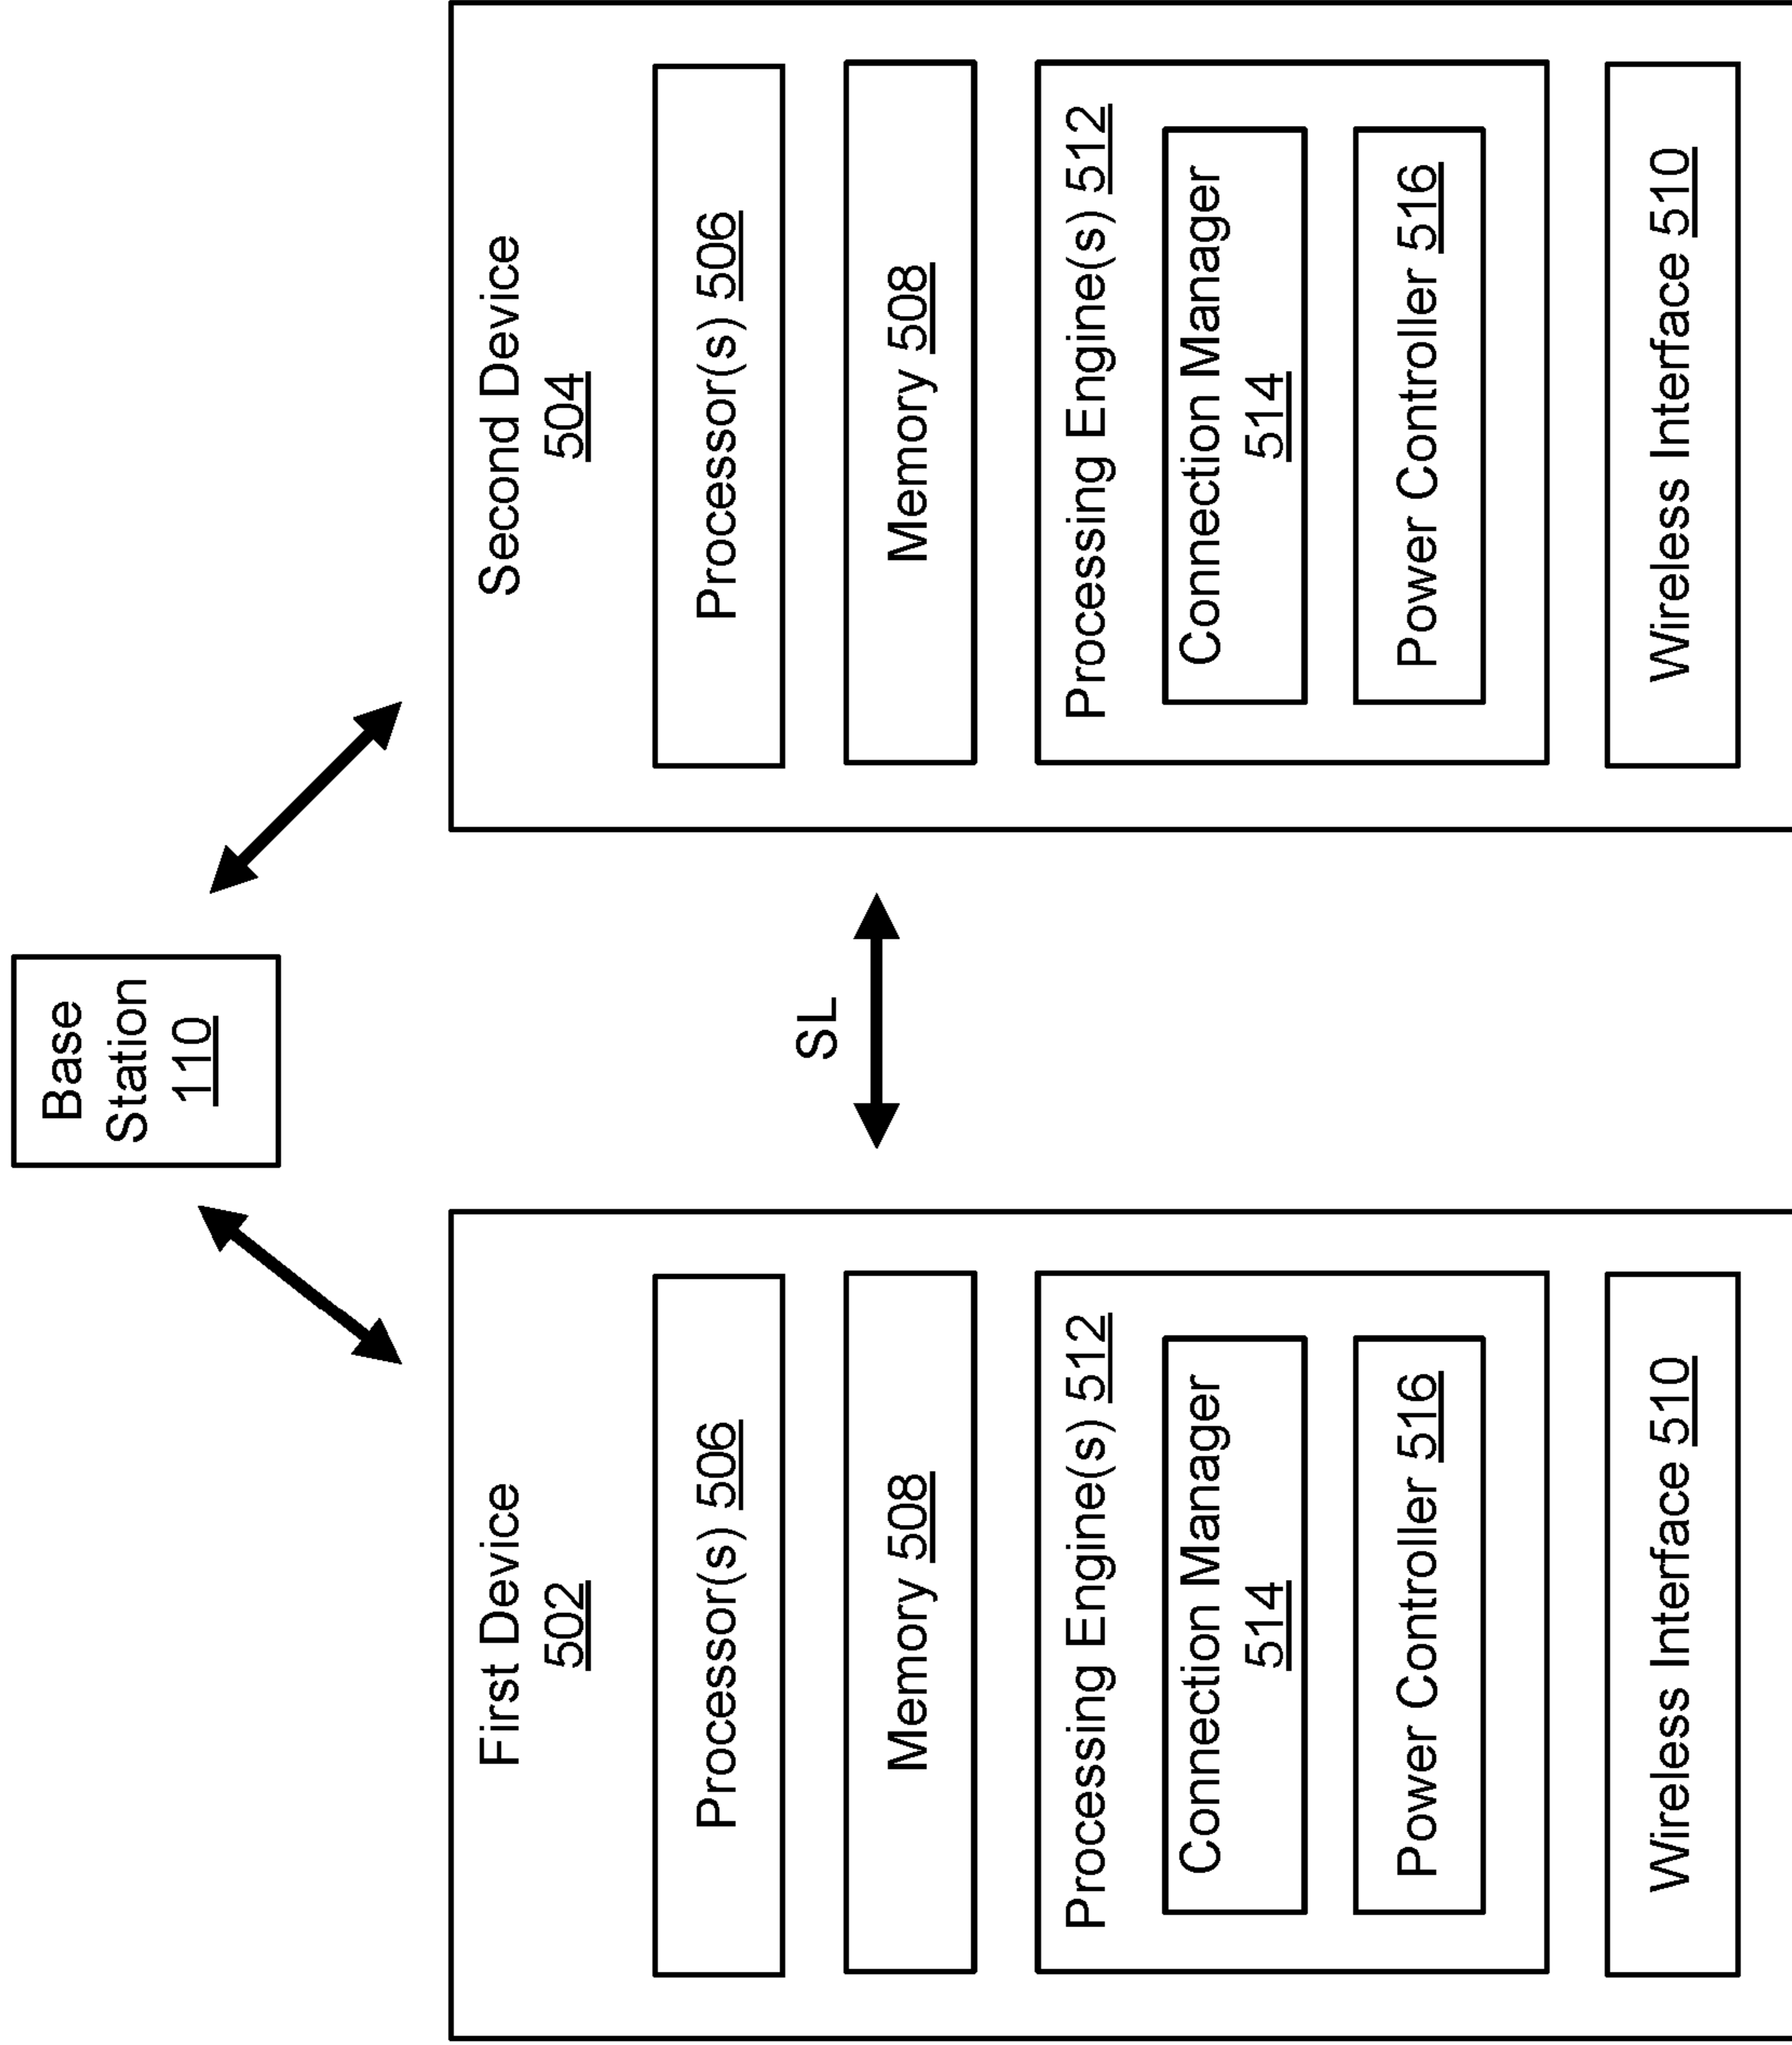 Base
Station
110
SL
First Device
502
Processor(s) 506
Memory 508
Processing Engine(s) 512
Connection Manager
514
Power Controller 516
Wireless Interface 510
Second Device
504
Processor(s) 506
Memory 508
Processing Engine(s) 512
Connection Manager
514
Power Controller 516
Wireless Interface 510